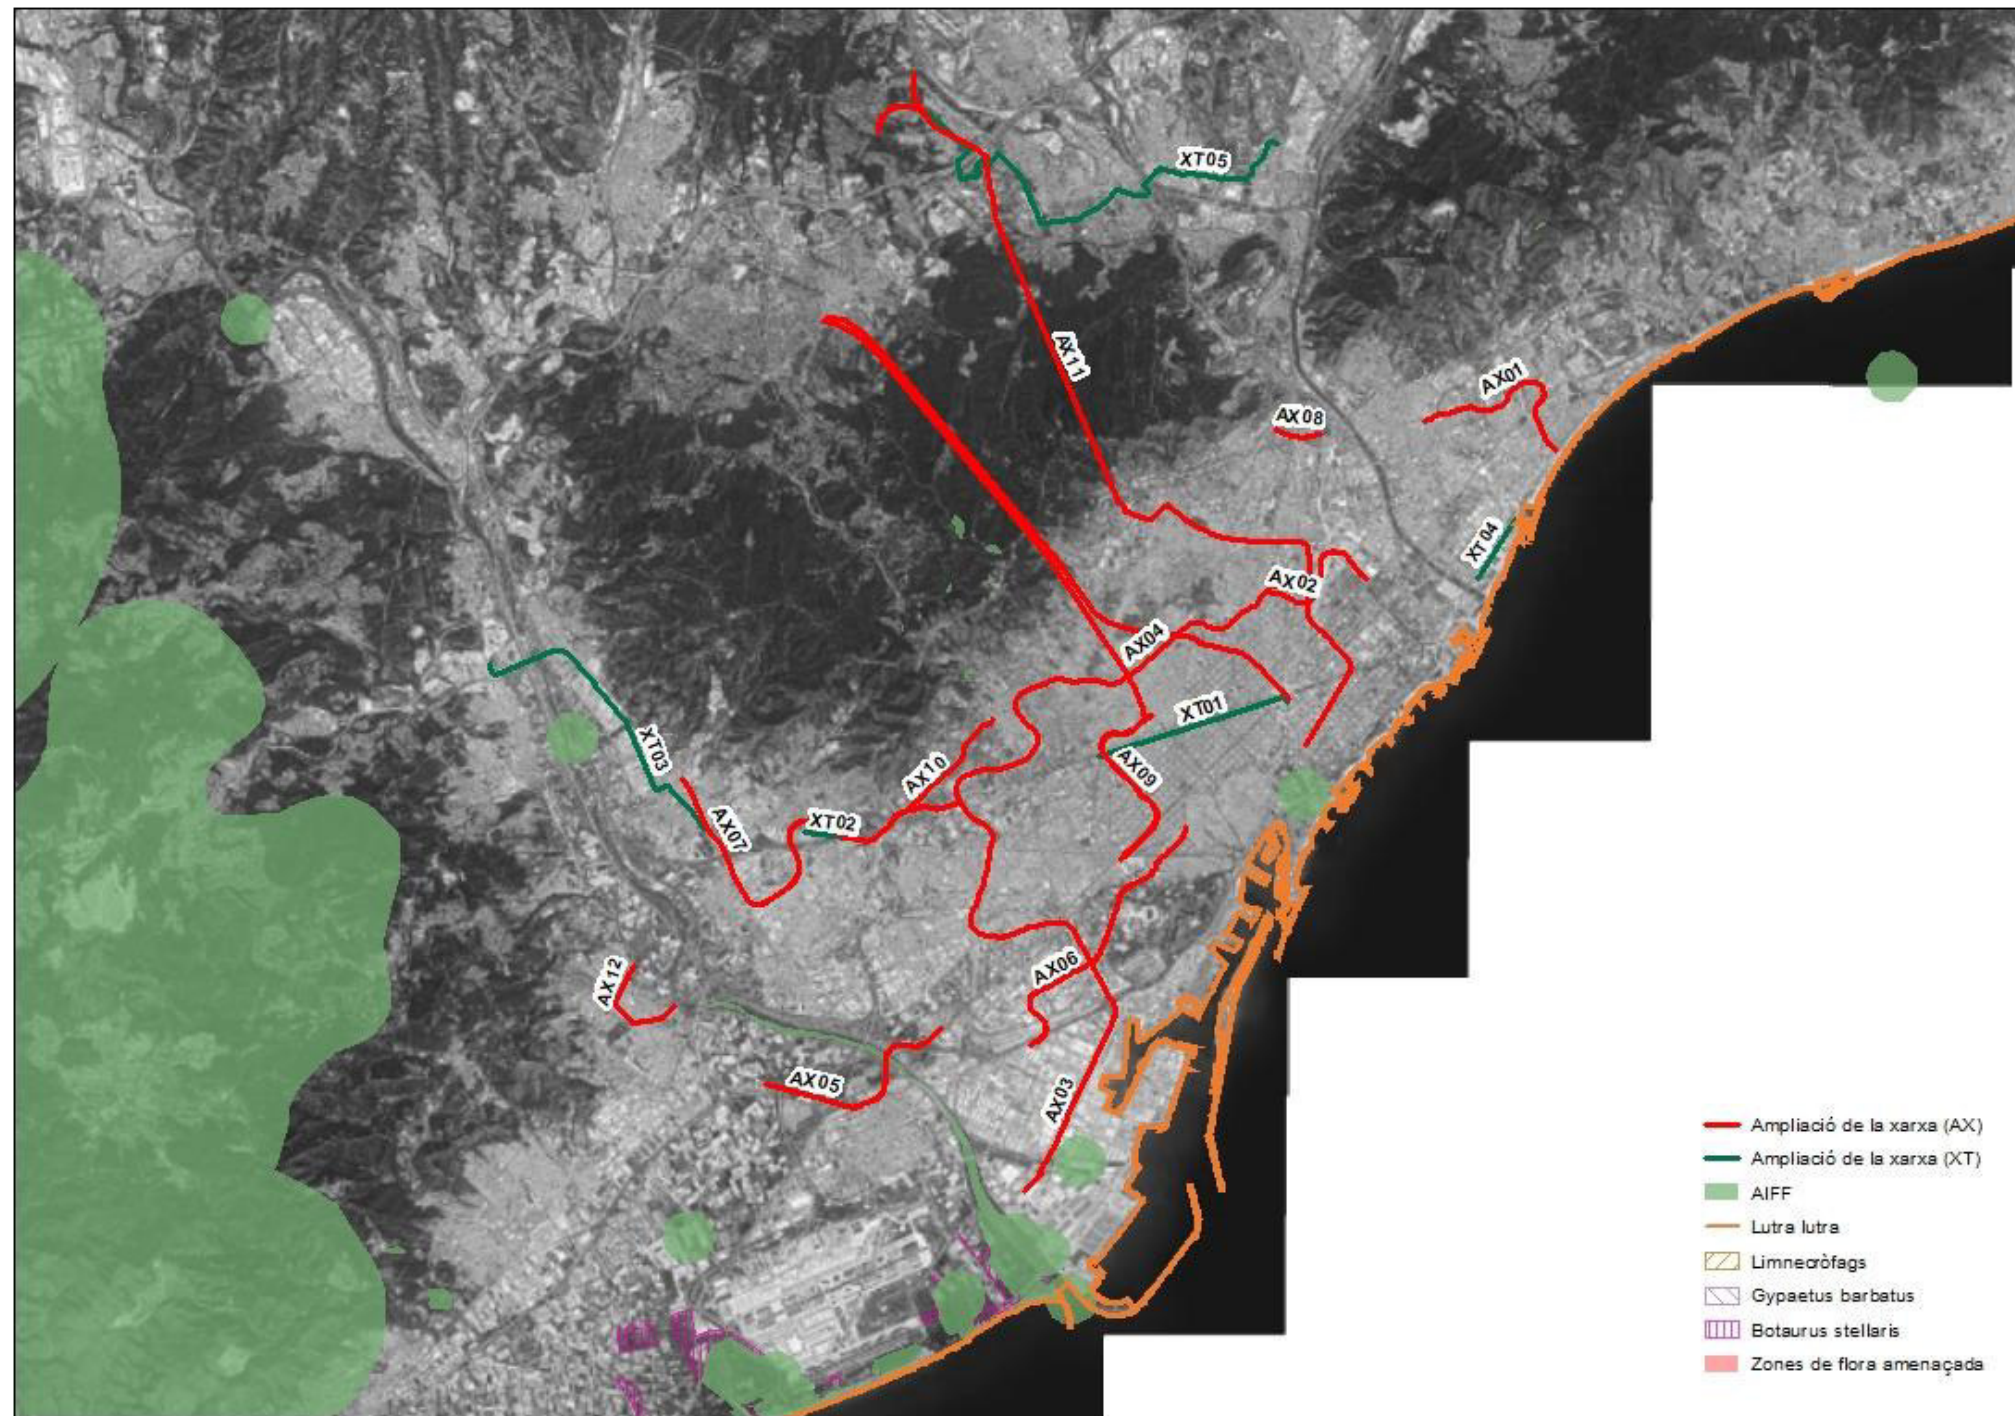 XT05
AX11
AX01
AX08
XT04
AX02
AX04
XT01
XT03
AX10
AX09
AX07
XT02
AX06
AX12
AX05
AX03
Ampliació de la xarxa (AX)
Ampliació de la xarxa (XT)
AIFF
Lutra lutra
Limnecròfags
Gypaetus barbatus
Botaurus stellaris
Zones de flora amenaçada